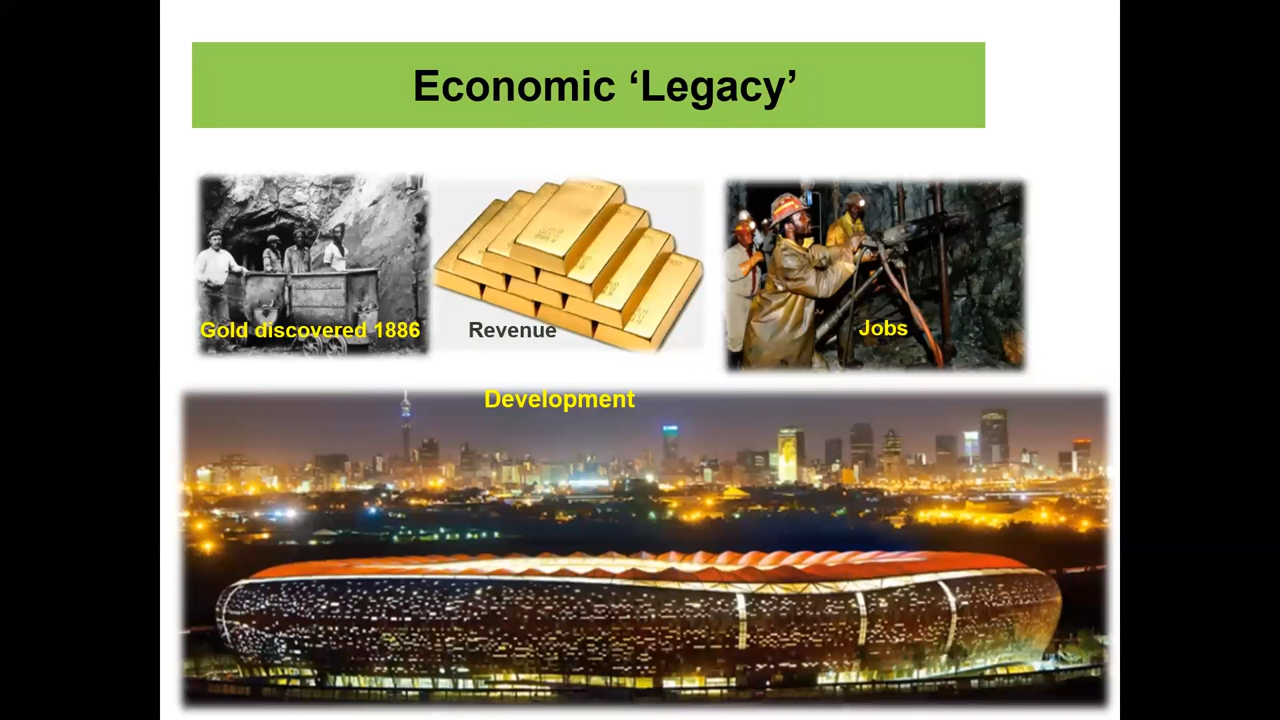 Economic ‘Legacy’
Gold discovered 1886
Revenue
Jobs
Development